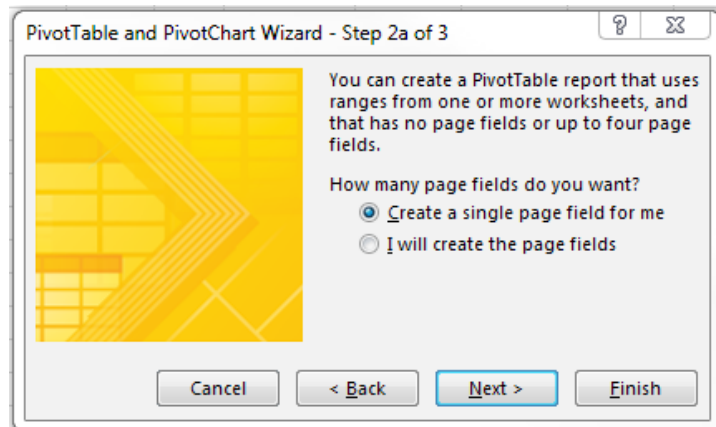 PivotTable and PivotChart Wizard - Step 2a of 3
You can create a PivotTable report that uses
ranges from one or more worksheets, and
that has no page fields or up to four page
fields.
How many page fields do you want?
Create a single page field for me
I will create the page fields
Cancel
< Back
Next >
Finish